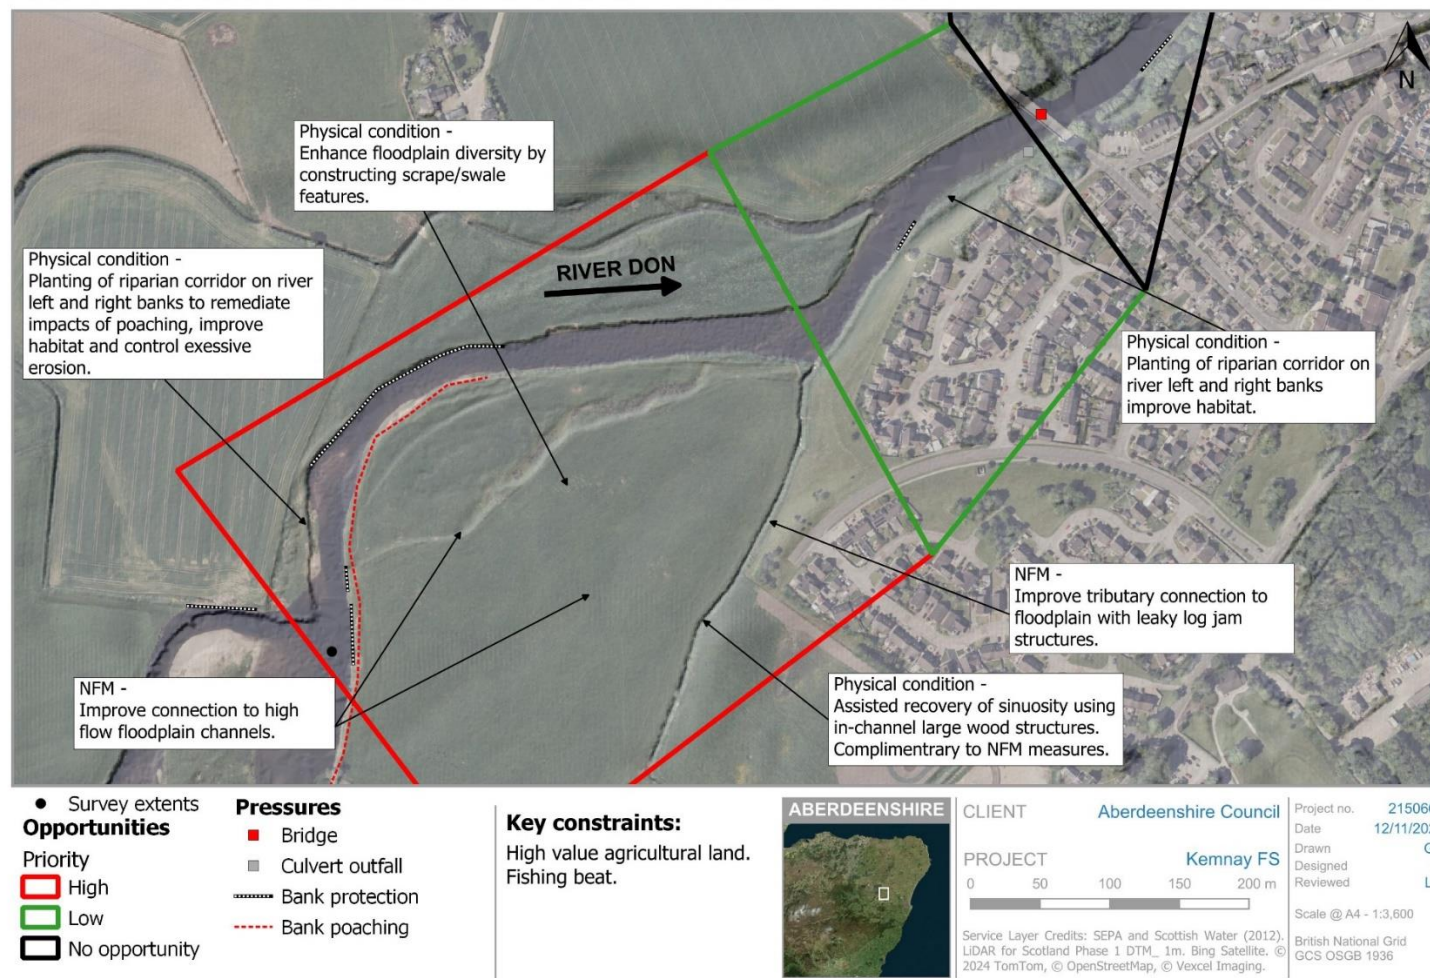 N
Physical condition -
Enhance floodplain diversity by
constructing scrape/swale
features.
Physical condition -
Planting of riparian corridor on river
left and right banks to remediate
impacts of poaching, improve
habitat and control exessive
erosion.
RIVER DON
Physical condition -
Planting of riparian corridor on
river left and right banks
improve habitat.
NFM -
Improve tributary connection to
floodplain with leaky log jam
structures.
NFM -
Improve connection to high
flow floodplain channels.
Physical condition -
Assisted recovery of sinuosity using
in-channel large wood structures.
Complimentrary to NFM measures.
Survey extents
Opportunities
Priority
High
Low
No opportunity
Pressures
Bridge
Culvert outfall
Bank protection
Bank poaching
Key constraints:
High value agricultural land.
Fishing beat.
ABERDEENSHIRE
CLIENT Aberdeenshire Council
PROJECT Kemnay FS
0 50 100 150 200 m
Service Layer Credits: SEPA and Scottish Water (2012).
LiDAR for Scotland Phase 1 DTM_ 1m. Bing Satellite. ©
2024 TomTom, © OpenStreetMap, © Vexcel Imaging.
Project no.
Date 12/11/202
Drawn
Designed
Reviewed
Scale @ A4 - 1:3,600
British National Grid
GCS OSGB 1936